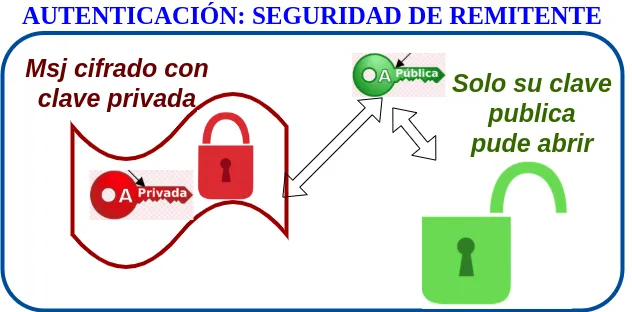 AUTENTICACIÓN: SEGURIDAD DE REMITENTE
Msj cifrado con
clave privada
A Privada
A Pública
Solo su clave
publica
pude abrir